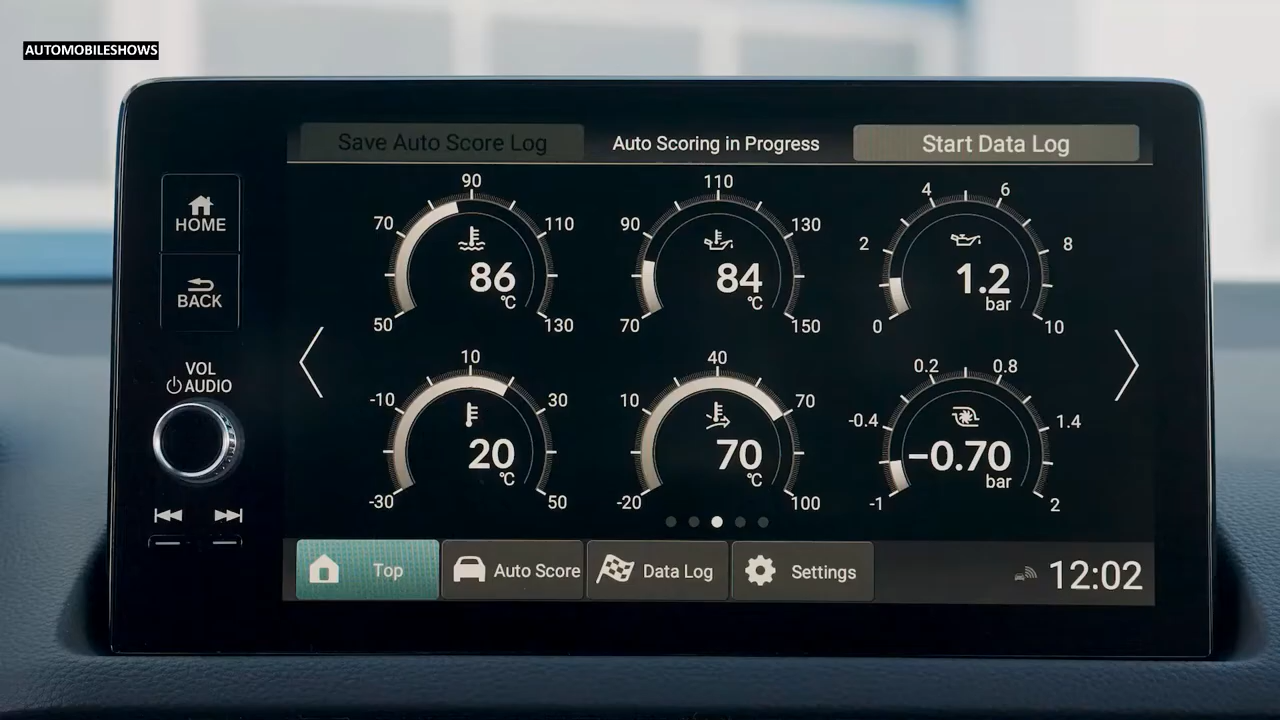 AUTOMOBILESHOWS
Save Auto Score Log
Auto Scoring in Progress
Start Data Log
HOME
BACK
VOL
AUDIO
90
70
110
86
°C
50
130
110
90
130
84
°C
70
150
4
6
2
8
1.2
bar
0
10
10
-10
30
20
°C
-30
50
40
10
70
70
°C
-20
100
0.2
0.8
-0.4
1.4
−0.70
bar
-1
2
Top
Auto Score
Data Log
Settings
12:02